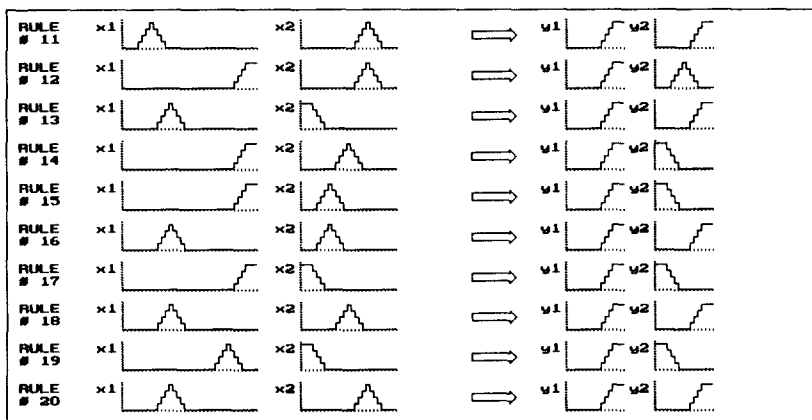 RULE x1 x2 y1 y2
# 11
RULE x1 x2 y1 y2
# 12
RULE x1 x2 y1 y2
# 13
RULE x1 x2 y1 y2
# 14
RULE x1 x2 y1 y2
# 15
RULE x1 x2 y1 y2
# 16
RULE x1 x2 y1 y2
# 17
RULE x1 x2 y1 y2
# 18
RULE x1 x2 y1 y2
# 19
RULE x1 x2 y1 y2
# 20